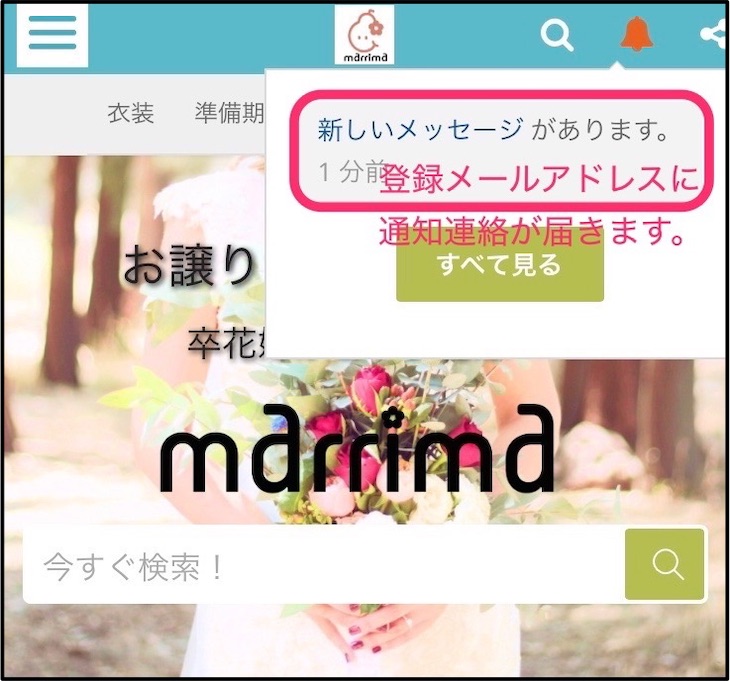 marrima
衣装 準備期
新しいメッセージ があります。
1 分前
登録メールアドレスに
通知連絡が届きます。
すべて見る
お譲り
卒花
marrima
今すぐ検索！